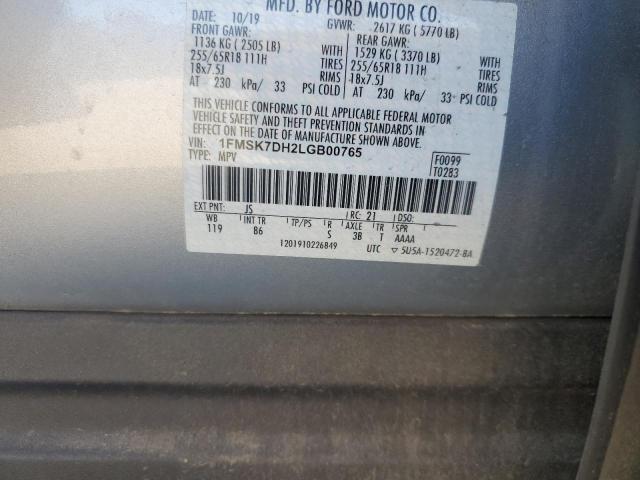 MFD. BY FORD MOTOR CO.
DATE: 10/19 GVWR: 2617 KG ( 5770 LB)
FRONT GAWR: REAR GAWR:
1136 KG ( 2505 LB) 1529 KG ( 3370 LB)
255/65R18 111H TIRES 255/65R18 111H TIRES
18x7.5J RIMS 18x7.5J RIMS
AT 230 kPa/ 33 PSI COLD AT 230 kPa/ 33 PSI COLD
THIS VEHICLE CONFORMS TO ALL APPLICABLE FEDERAL MOTOR
VEHICLE SAFETY AND THEFT PREVENTION STANDARDS IN
EFFECT ON THE DATE OF MANUFACTURE SHOWN ABOVE.
VIN: 1FMSK7DH2LGB00765
TYPE: MPV
F0099
T0283
EXT PNT: JS RC: 21 DSO:
WB INT TR TP/PS R AXLE TR SPR
119 86 S 3B T AAAA
1201910226849 UTC ▽ 5U5A-1520472-BA